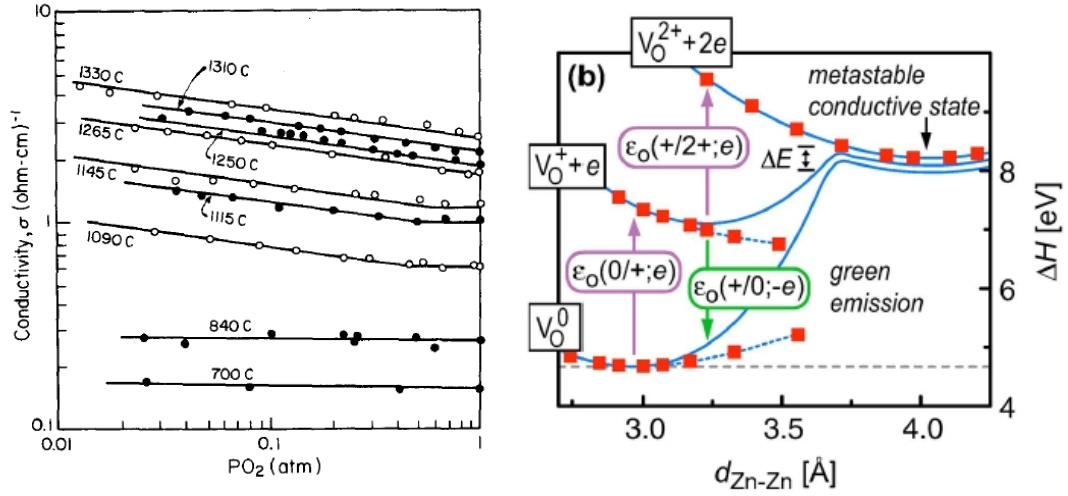 10
1
0.1
Conductivity, σ (ohm·cm)⁻¹
1330 C
1310 C
1265 C
1250 C
1145 C
1115 C
1090 C
840 C
700 C
0.01
0.1
1
PO₂ (atm)
(b)
V_O^{2+} + 2e
metastable
conductive state
ε_O(+/2+;e)
ΔE
V_O^+ + e
ε_O(0/+;e)
ε_O(+/0;-e)
green
emission
V_O^0
8
6
4
ΔH [eV]
3.0
3.5
4.0
d_{Zn-Zn} [Å]